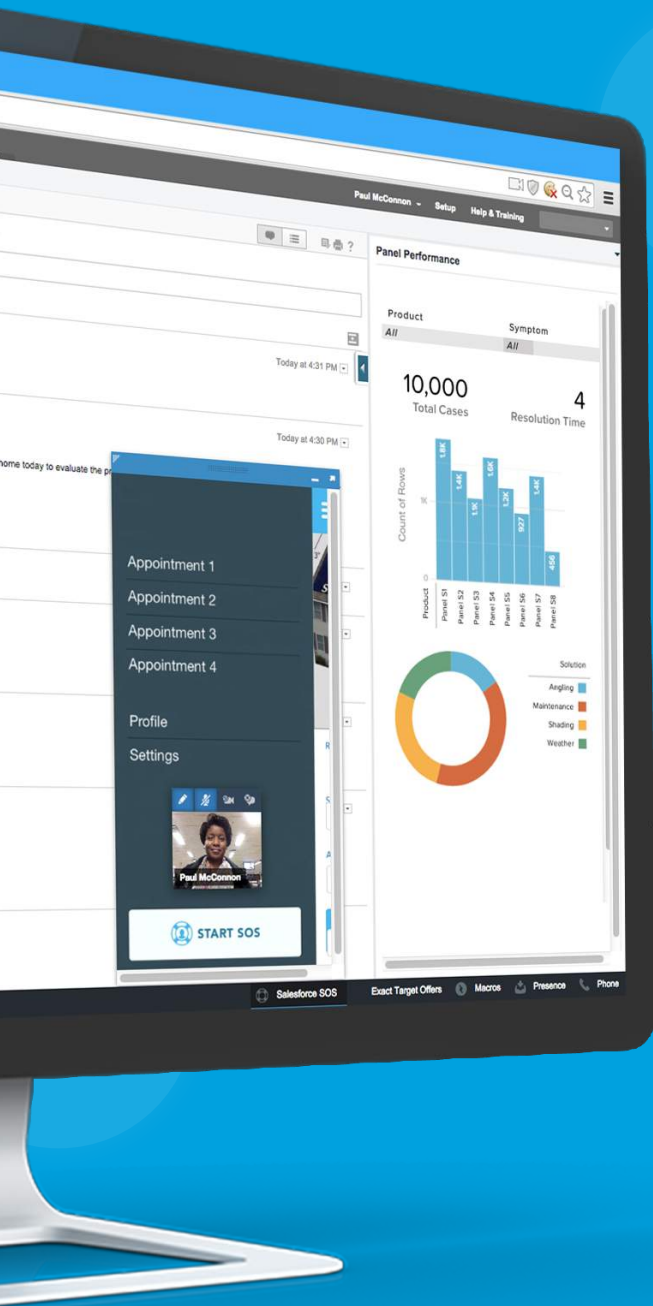 Paul McConnon
Setup
Help & Training
?
Panel Performance
Product
All
Symptom
All
Today at 4:31 PM
10,000
Total Cases
4
Resolution Time
Today at 4:30 PM
home today to evaluate the
Count of Rows
1K
0
1.8K
1.4K
1.1K
1.6K
1.2K
927
1.4K
456
Product
Panel S1
Panel S2
Panel S3
Panel S4
Panel S5
Panel S6
Panel S7
Panel S8
Appointment 1
Appointment 2
Appointment 3
Appointment 4
Profile
Settings
Paul McConnon
START SOS
Solution
Angling
Maintenance
Shading
Weather
Salesforce SOS
Exact Target Offers
Macros
Presence
Phone